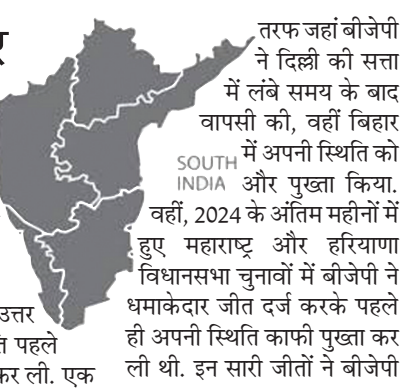 तरफ जहां बीजेपी
ने दिल्ली की सत्ता
में लंबे समय के बाद
वापसी की, वहीं बिहार
में अपनी स्थिति को
और पुख्ता किया.
वहीं, 2024 के अंतिम महीनों में
हुए महाराष्ट्र और हरियाणा
विधानसभा चुनावों में बीजेपी ने
धमाकेदार जीत दर्ज करके पहले
ही अपनी स्थिति काफी पुख्ता कर
ली थी. इन सारी जीतों ने बीजेपी
SOUTH
INDIA
उत्तर
पहले
कर ली. एक